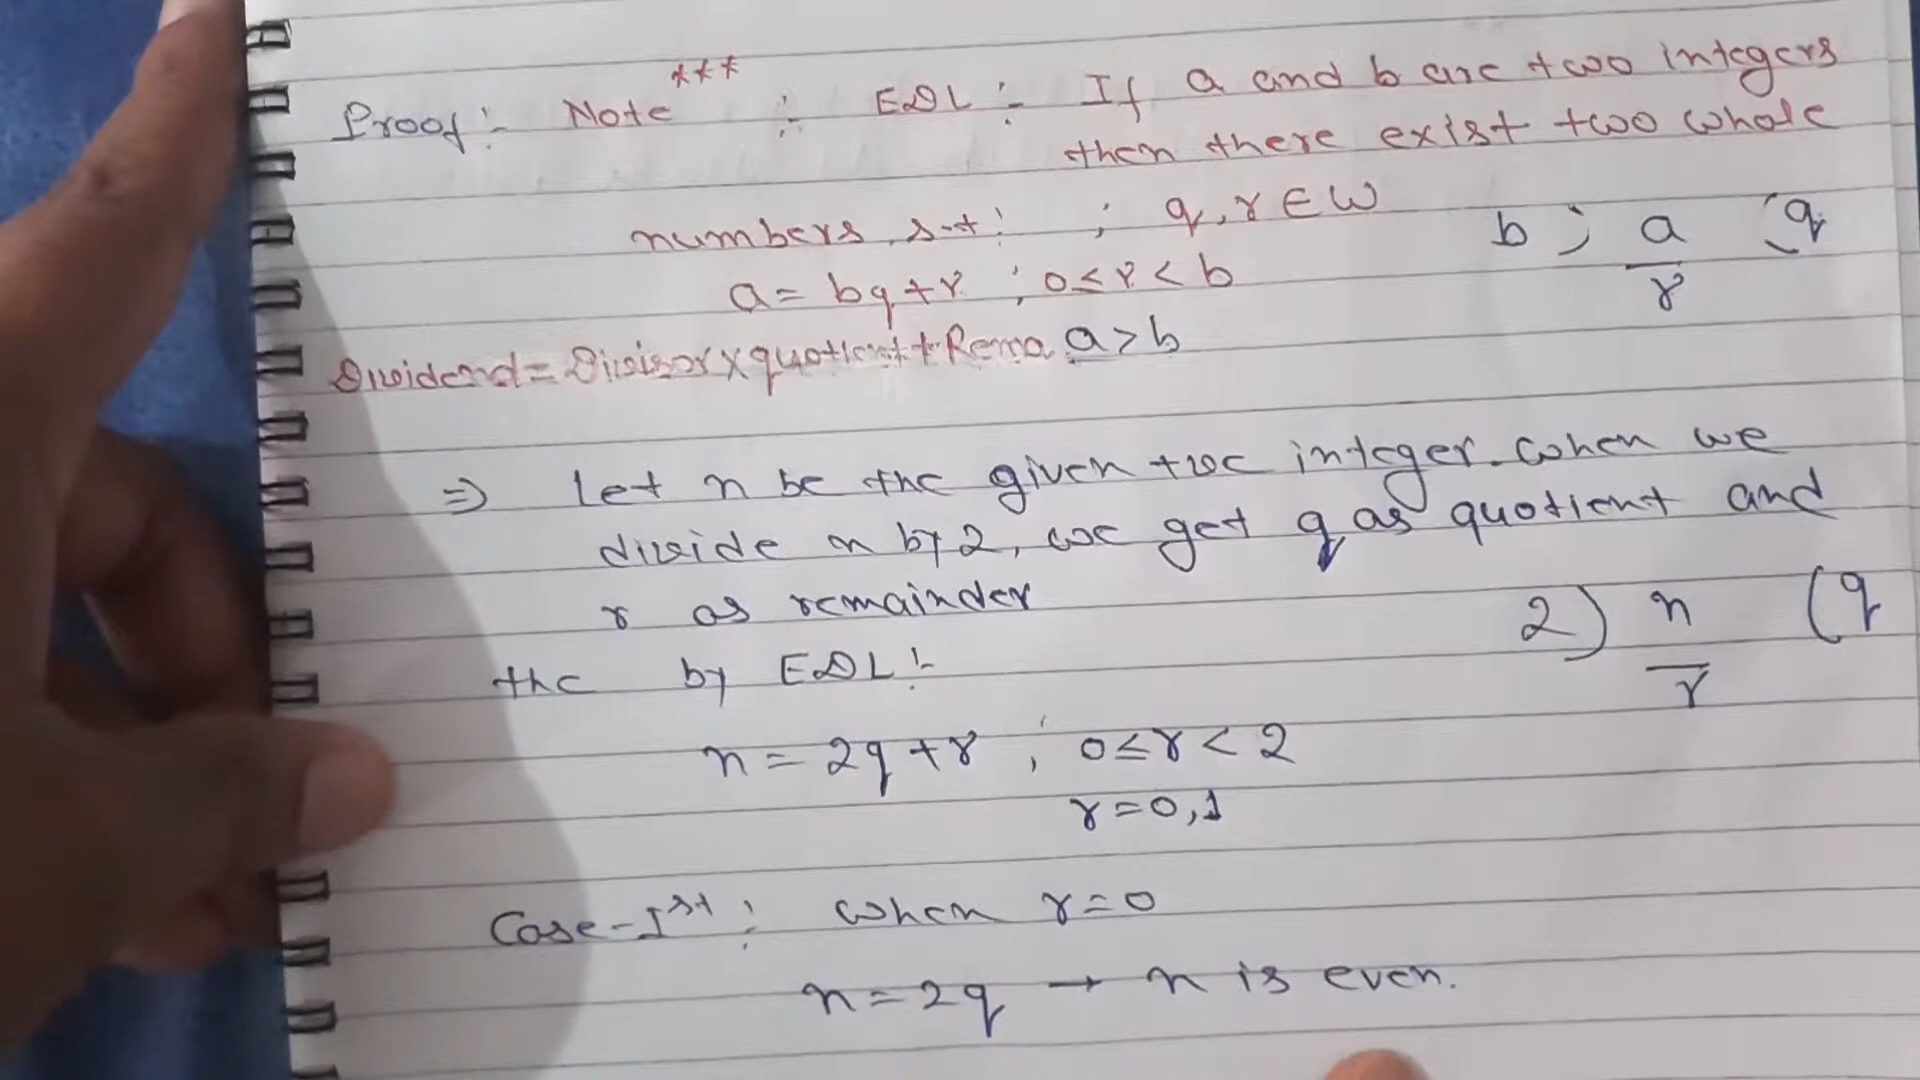 Proof :- Note *** :- EDL :- If a and b are two integers
then there exist two whole
numbers s.t : ; q, r ∈ W
b ) a ( q
r
a = bq + r ; 0 ≤ r < b
Dividend = Divisor × quotient + Rema a > b
⇒ Let n be the given +ve integer. When we
divide n by 2, we get q as quotient and
r as remainder
2 ) n ( q
r
the by EDL :-
n = 2q + r ; 0 ≤ r < 2
r = 0, 1
Case - Ist : when r = 0
n = 2q → n is even.